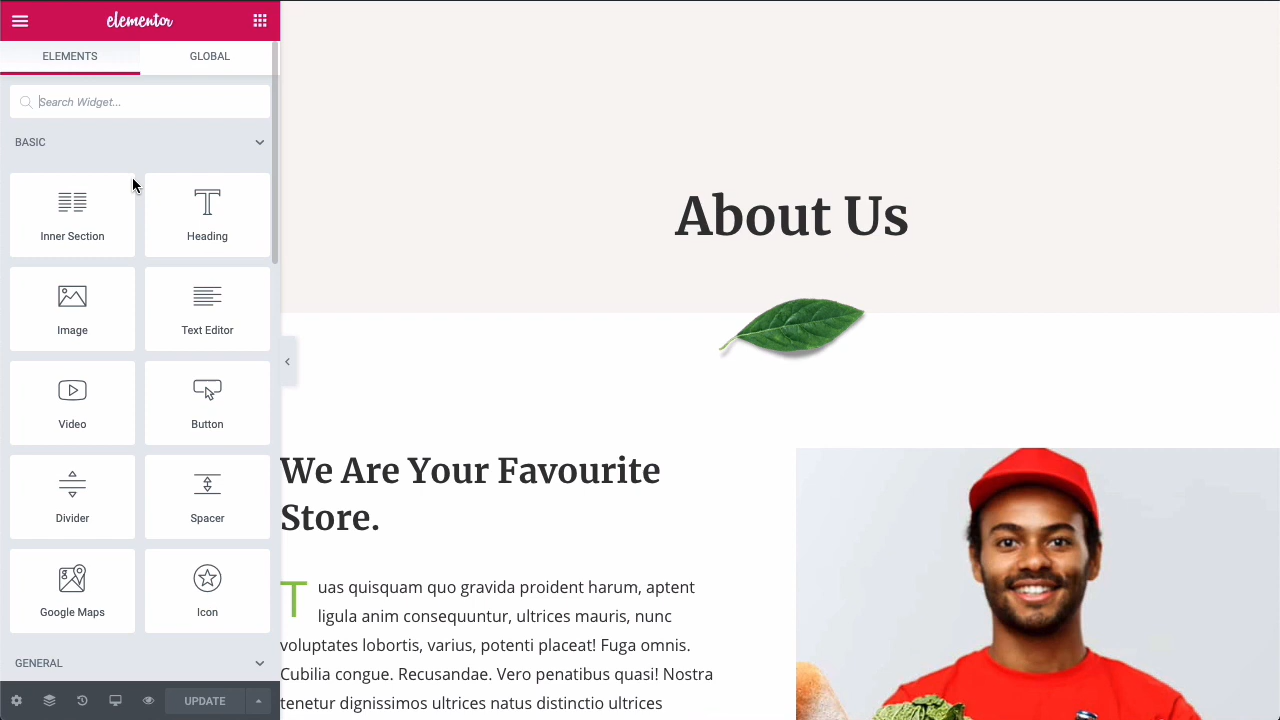 elementor
ELEMENTS
GLOBAL
Search Widget...
BASIC
Inner Section
Heading
Image
Text Editor
Video
Button
Divider
Spacer
Google Maps
Icon
GENERAL
UPDATE
About Us
We Are Your Favourite
Store.
Tuas quisquam quo gravida proident harum, aptent
ligula anim consequuntur, ultrices mauris, nunc
voluptates lobortis, varius, potenti placeat! Fuga omnis.
Cubilia congue. Recusandae. Vero penatibus quasi! Nostra
tenetur dignissimos ultrices natus distinctio ultrices